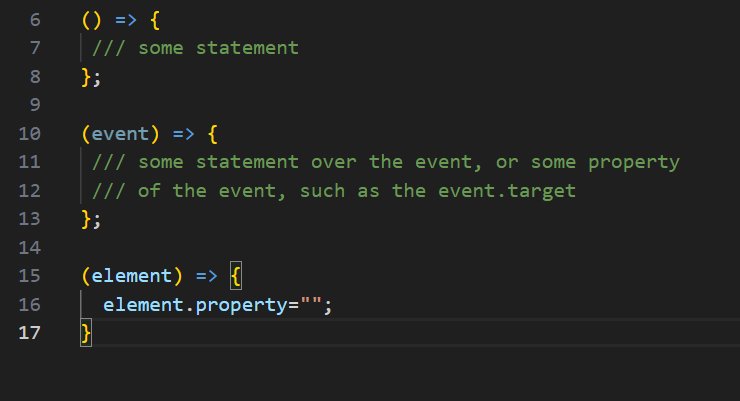 6 () => {
7 /// some statement
8 };
9
10 (event) => {
11 /// some statement over the event, or some property
12 /// of the event, such as the event.target
13 };
14
15 (element) => {
16 element.property="";
17 }